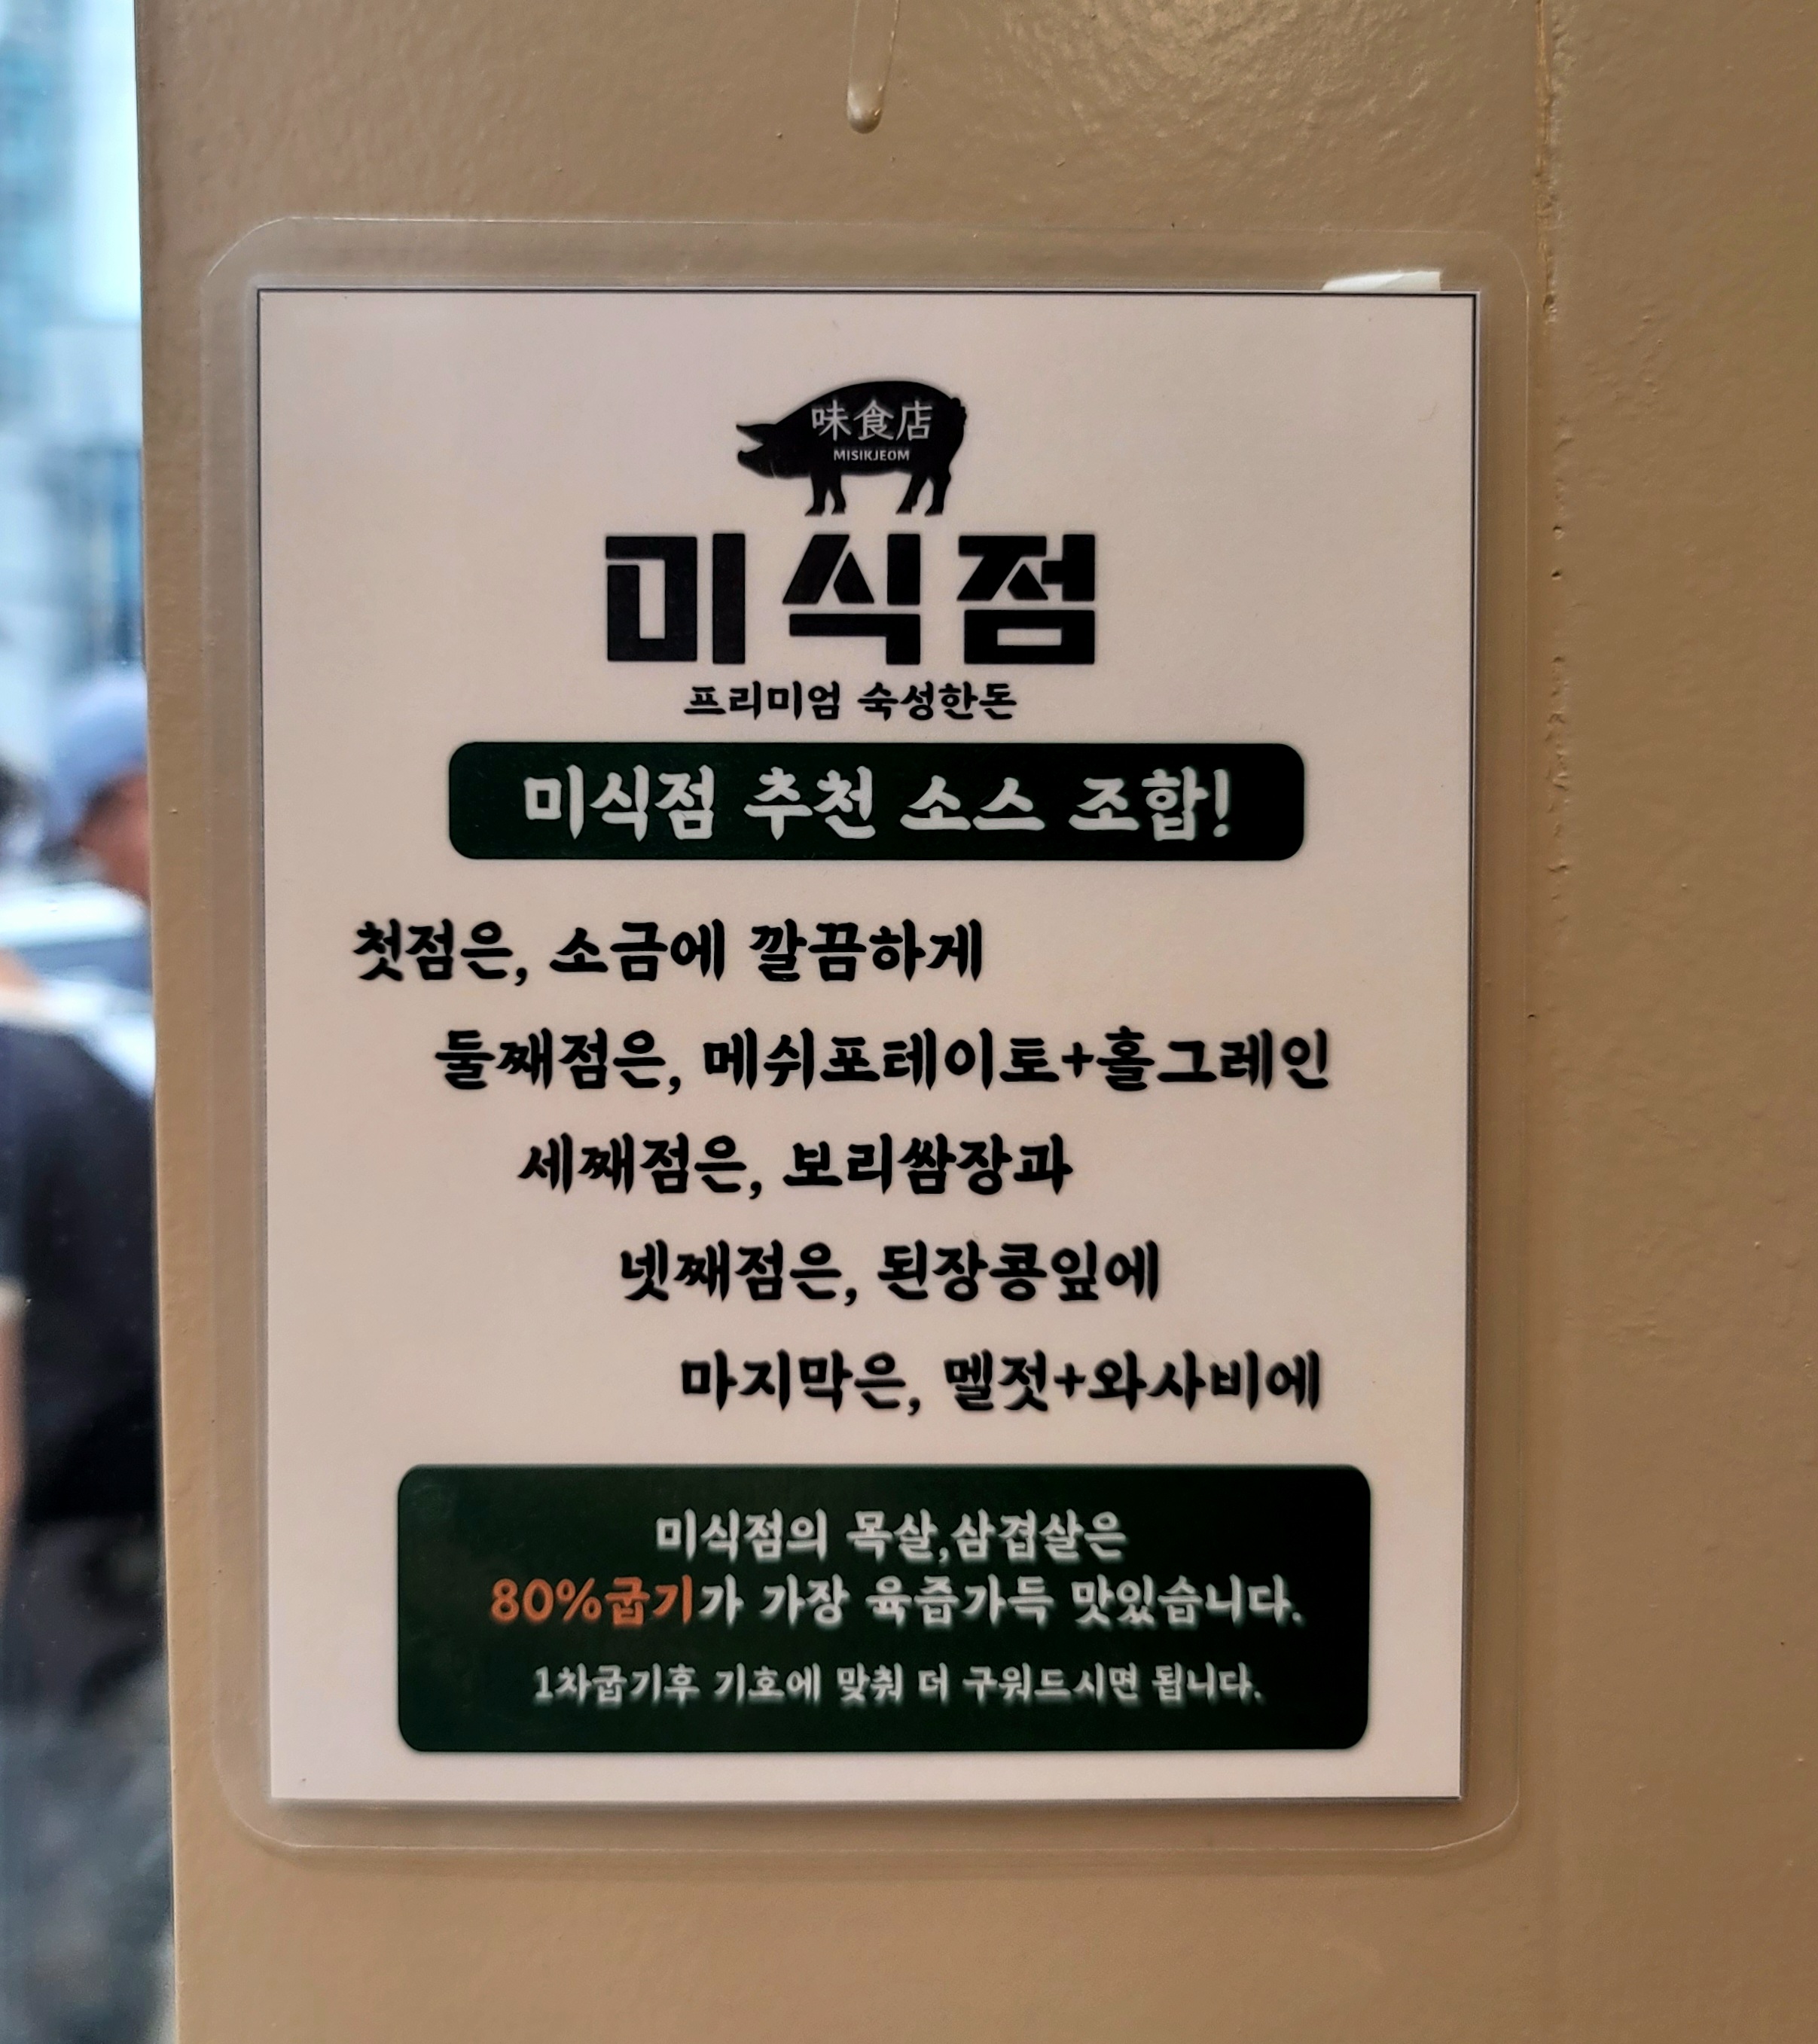 味食店
MISIKJEOM
미식점
프리미엄 숙성한돈
미식점 추천 소스 조합!
첫점은, 소금에 깔끔하게
둘째점은, 메쉬포테이토+홀그레인
세째점은, 보리쌈장과
넷째점은, 된장콩잎에
마지막은, 멜젓+와사비에
미식점의 목살,삼겹살은
80%굽기가 가장 육즙가득 맛있습니다.
1차굽기후 기호에 맞춰 더 구워드시면 됩니다.